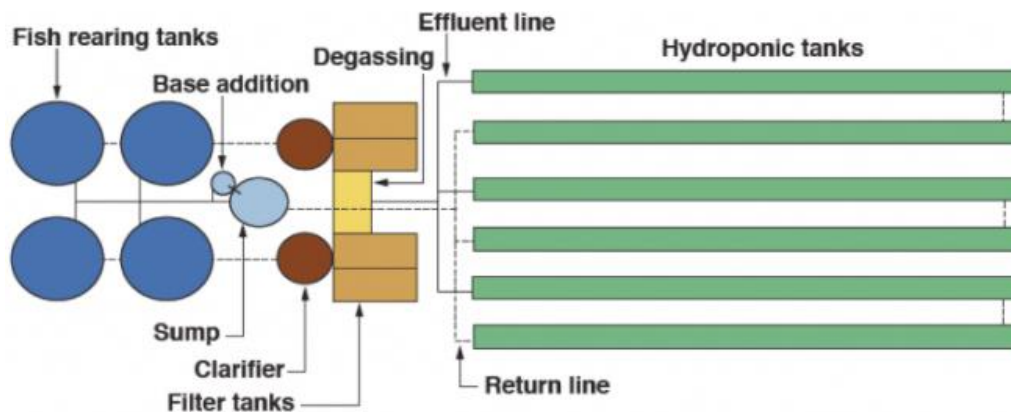 Effluent line
Fish rearing tanks
Degassing
Hydroponic tanks
Base addition
Sump
Clarifier
Return line
Filter tanks